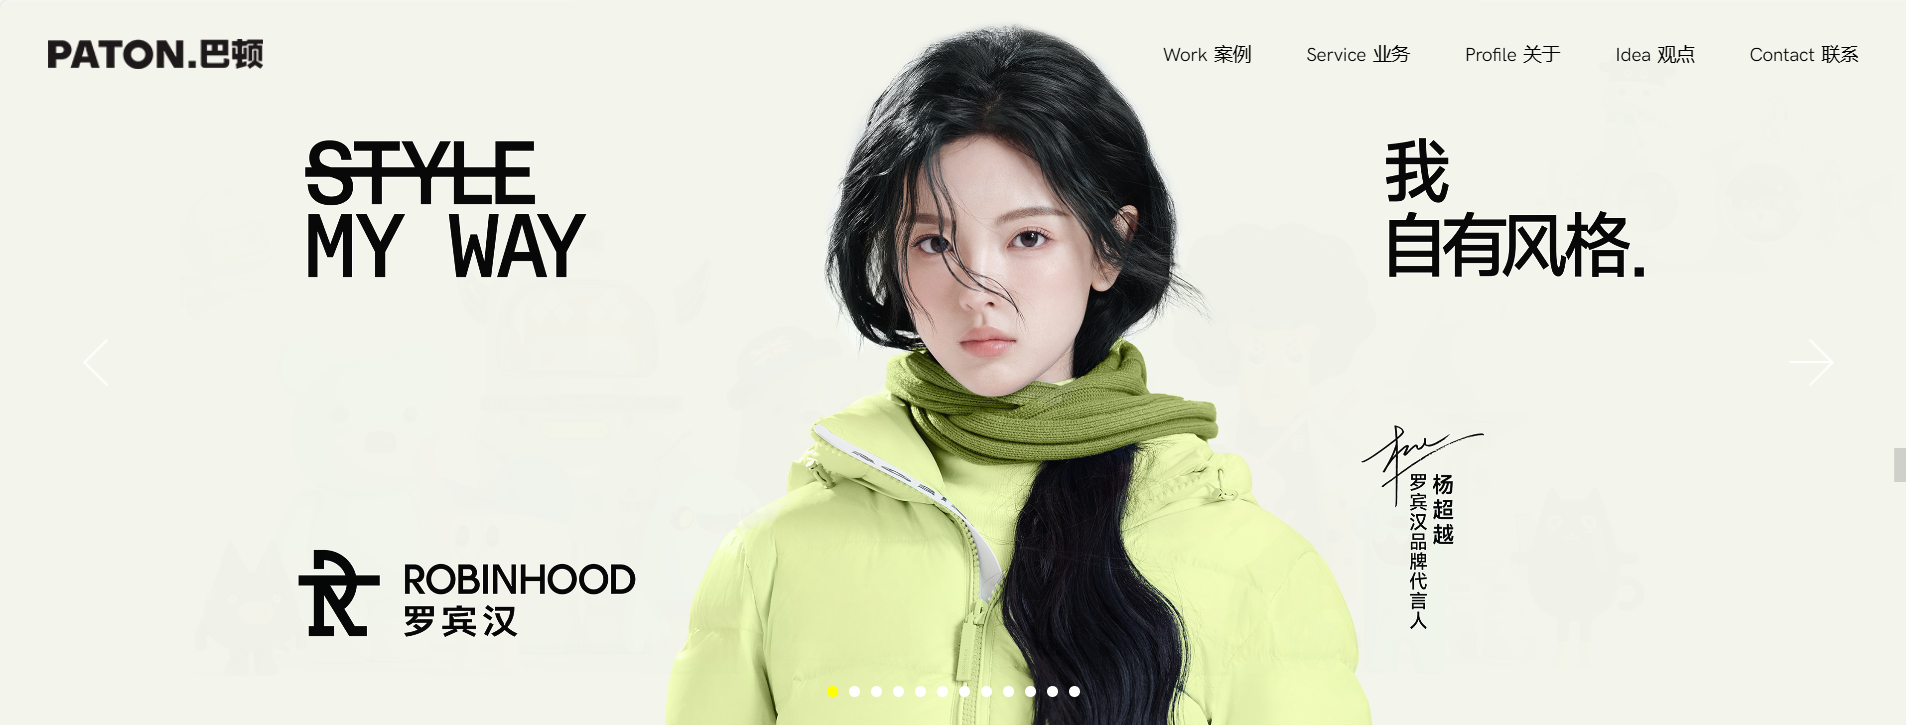 PATON.巴顿
Work 案例
Service 业务
Profile 关于
Idea 观点
Contact 联系
STYLE
MY WAY
我
自有风格.
杨超越
罗宾汉品牌代言人
ROBINHOOD
罗宾汉